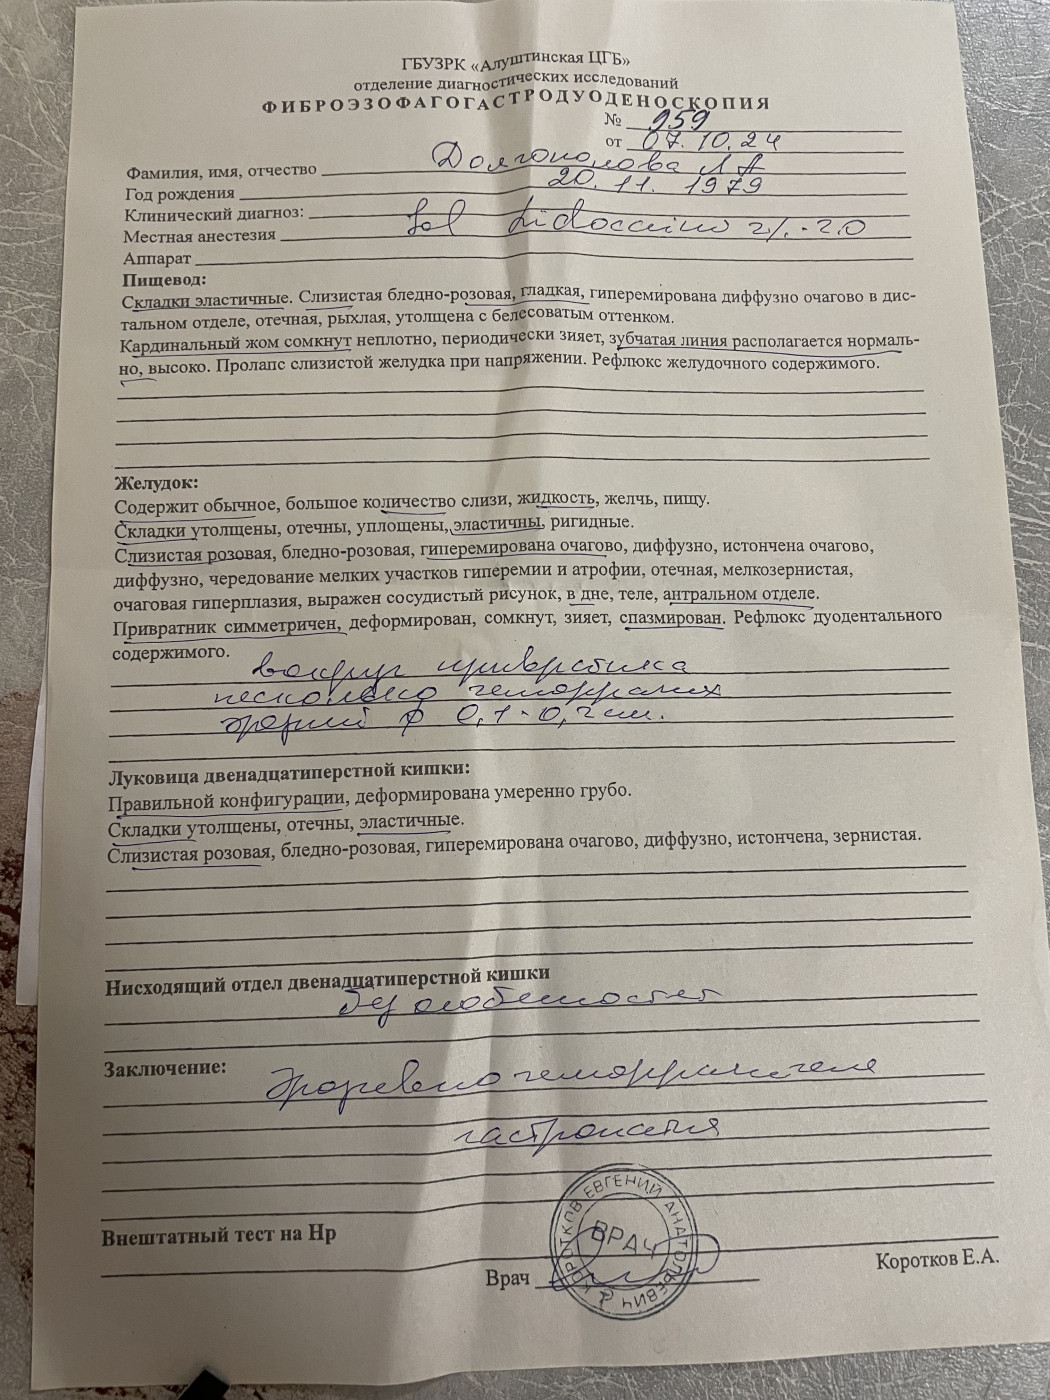 ГБУЗРК «Алуштинская ЦГБ»
отделение диагностических исследований
ФИБРОЭЗОФАГОГАСТРОДУОДЕНОСКОПИЯ
№ 959
от 07.10.24
Фамилия, имя, отчество Долгополова Л А
Год рождения 20. 11. 1979
Клинический диагноз:
Местная анестезия Sol Lidocaino 2%-2.0
Аппарат
Пищевод:
Складки эластичные. Слизистая бледно-розовая, гладкая, гиперемирована диффузно очагово в дис-
тальном отделе, отечная, рыхлая, утолщена с белесоватым оттенком.
Кардинальный жом сомкнут неплотно, периодически зияет, зубчатая линия располагается нормаль-
но, высоко. Пролапс слизистой желудка при напряжении. Рефлюкс желудочного содержимого.
Желудок:
Содержит обычное, большое количество слизи, жидкость, желчь, пищу.
Складки утолщены, отечны, уплощены, эластичны, ригидные.
Слизистая розовая, бледно-розовая, гиперемирована очагово, диффузно, истончена очагово,
диффузно, чередование мелких участков гиперемии и атрофии, отечная, мелкозернистая,
очаговая гиперплазия, выражен сосудистый рисунок, в дне, теле, антральном отделе.
Привратник симметричен, деформирован, сомкнут, зияет, спазмирован. Рефлюкс дуодентального
содержимого.
вокруг привратника
несколько геморрагич
эрозий ф 0,1-0,2см.
Луковица двенадцатиперстной кишки:
Правильной конфигурации, деформирована умеренно грубо.
Складки утолщены, отечны, эластичные.
Слизистая розовая, бледно-розовая, гиперемирована очагово, диффузно, истончена, зернистая.
Нисходящий отдел двенадцатиперстной кишки
без особенностей
Заключение:
Эрозивно геморрагическая
гастропатия
Внештатный тест на Нр
Врач
Коротков Е.А.
КОРОТКОВ ЕВГЕНИЙ АНАТОЛЬЕВИЧ
ВРАЧ